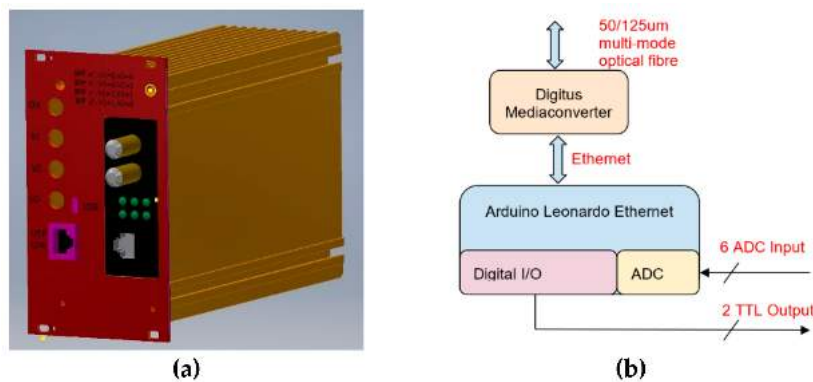 50/125um
multi-mode
optical fibre
Digitus
Mediaconverter
Ethernet
Arduino Leonardo Ethernet
Digital I/O
ADC
6 ADC Input
2 TTL Output
(a)
(b)